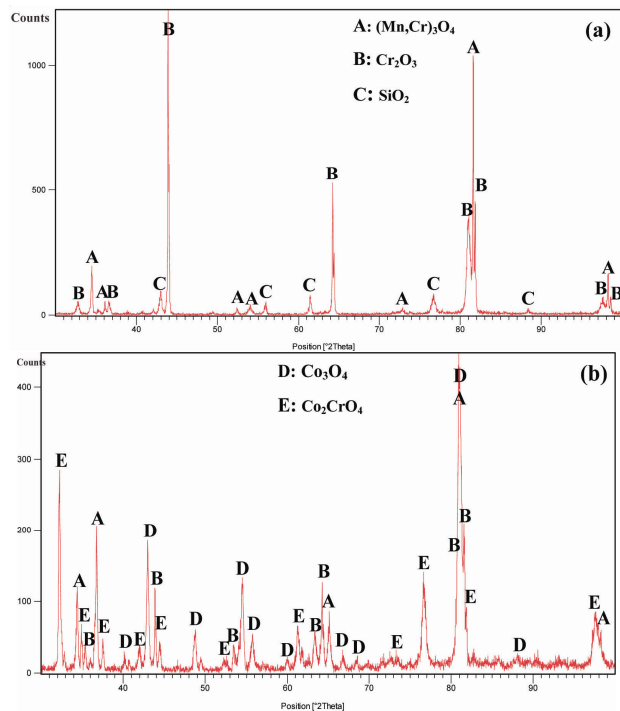 Counts
A: (Mn,Cr)₃O₄
(a)
B: Cr₂O₃
C: SiO₂
1000
500
0
B
B
A
A
B
C
B
A
A
C
C
B
A
C
B
A
B
C
B
A
B
40
50
60
70
80
90
Position [°2Theta]
Counts
D: Co₃O₄
(b)
E: Co₂CrO₄
400
300
200
100
0
E
A
E
B
A
E
D
E
D
B
E
D
E
B
D
D
D
E
B
B
A
D
D
E
E
D
A
B
B
E
D
E
A
40
50
60
70
80
90
Position [°2Theta]